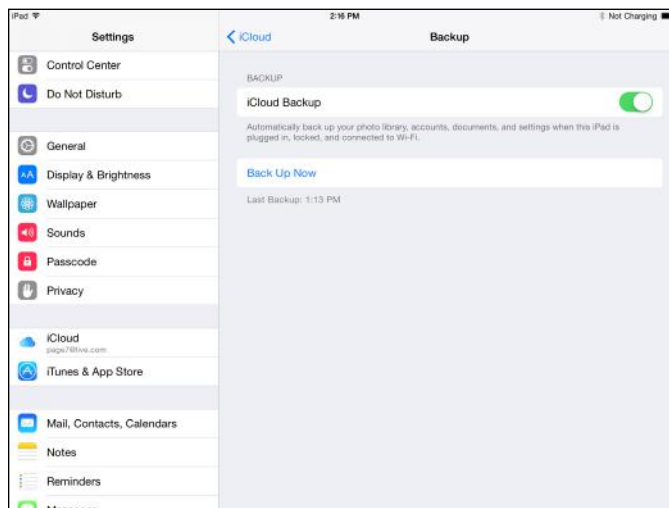 iPad
2:16 PM
Not Charging
Settings
iCloud
Backup
Control Center
Do Not Disturb
General
Display & Brightness
Wallpaper
Sounds
Passcode
Privacy
iCloud
iTunes & App Store
Mail, Contacts, Calendars
Notes
Reminders
BACKUP
iCloud Backup
Automatically back up your photo library, accounts, documents, and settings when this iPad is
plugged in, locked, and connected to Wi-Fi.
Back Up Now
Last Backup: 1:13 PM